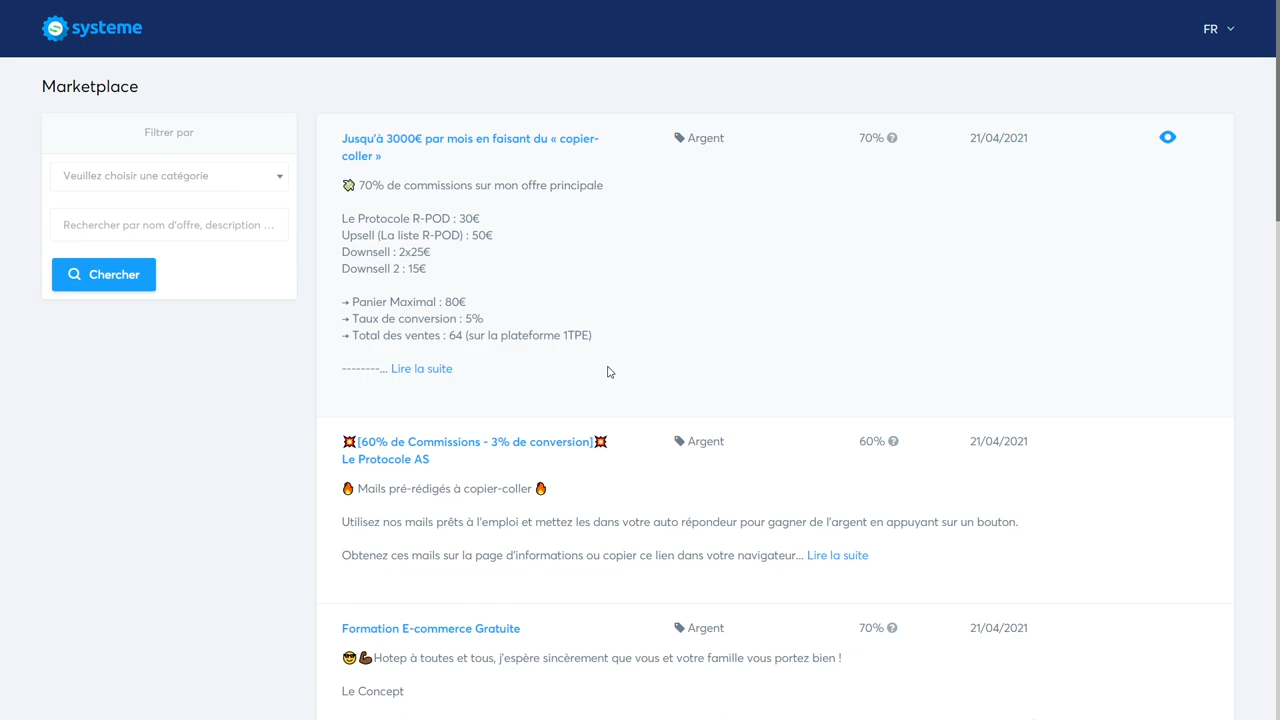 systeme
FR
Marketplace
Filtrer par
Veuillez choisir une catégorie
Rechercher par nom d'offre, description ...
Chercher
Jusqu'à 3000€ par mois en faisant du « copier-
coller »
Argent
70%
21/04/2021
70% de commissions sur mon offre principale
Le Protocole R-POD : 30€
Upsell (La liste R-POD) : 50€
Downsell : 2x25€
Downsell 2 : 15€
→ Panier Maximal : 80€
→ Taux de conversion : 5%
→ Total des ventes : 64 (sur la plateforme 1TPE)
--------... Lire la suite
💥[60% de Commissions - 3% de conversion]💥
Le Protocole AS
Argent
60%
21/04/2021
🔥 Mails pré-rédigés à copier-coller 🔥
Utilisez nos mails prêts à l'emploi et mettez les dans votre auto répondeur pour gagner de l'argent en appuyant sur un bouton.
Obtenez ces mails sur la page d'informations ou copier ce lien dans votre navigateur... Lire la suite
Formation E-commerce Gratuite
Argent
70%
21/04/2021
😎💪🏿Hotep à toutes et tous, j'espère sincèrement que vous et votre famille vous portez bien !
Le Concept